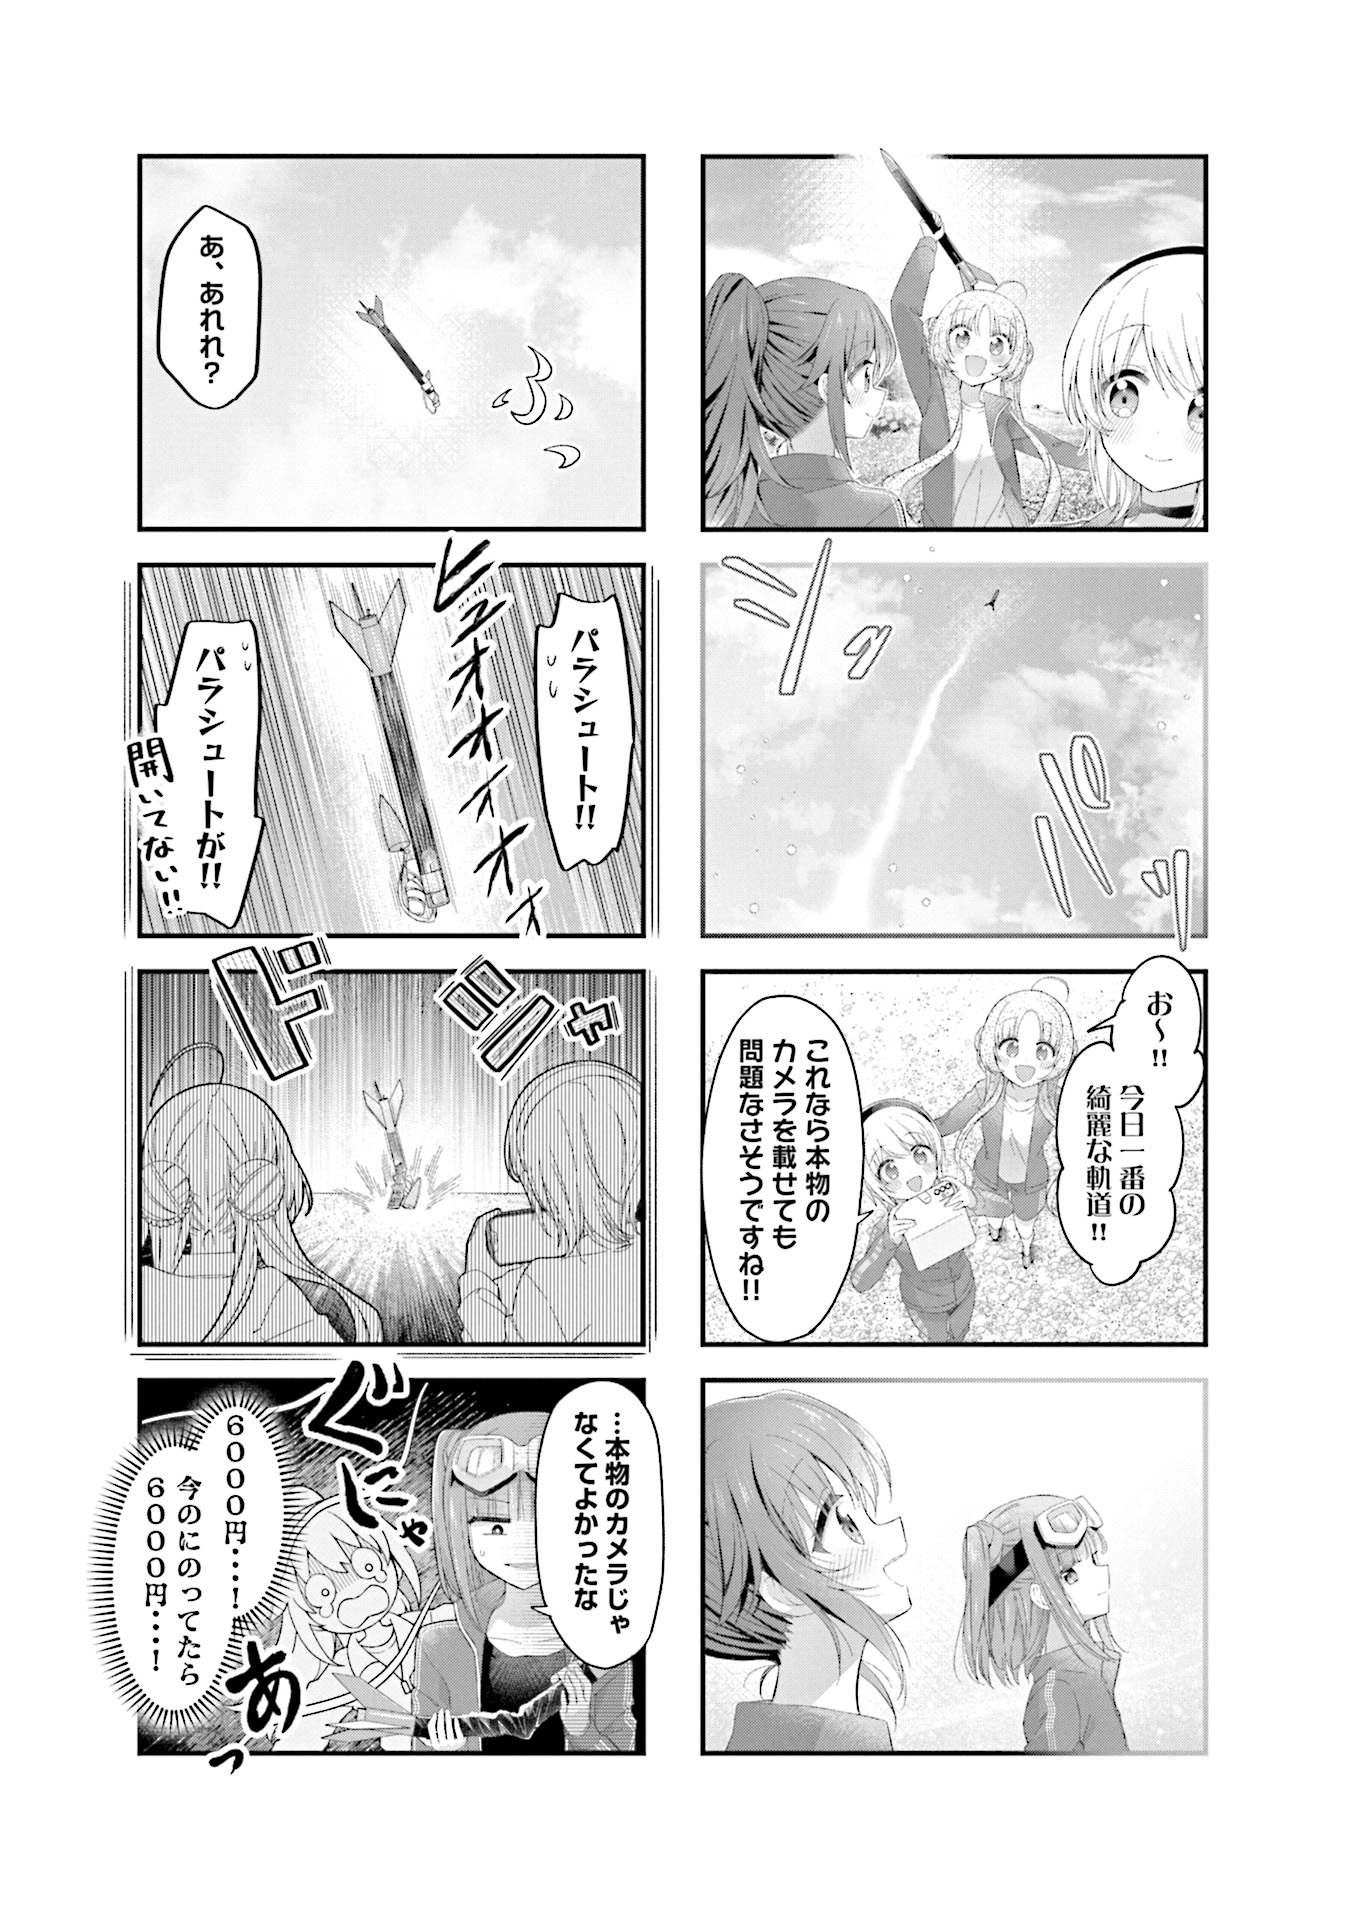 シュッ
パパパ
お〜!!
今日一番の
綺麗な軌道!!
これなら本物の
カメラを載せても
問題なさそうですね!!
あ、あれれ？
ふっ
ヒュオオオオオ
パラシュート!!
パラシュートが!!
開いてない!!
ドシャ
…本物のカメラじゃ
なくてよかったな
ぐにゃ
あっ
6000円…!
今のにのってたら
6000円…!